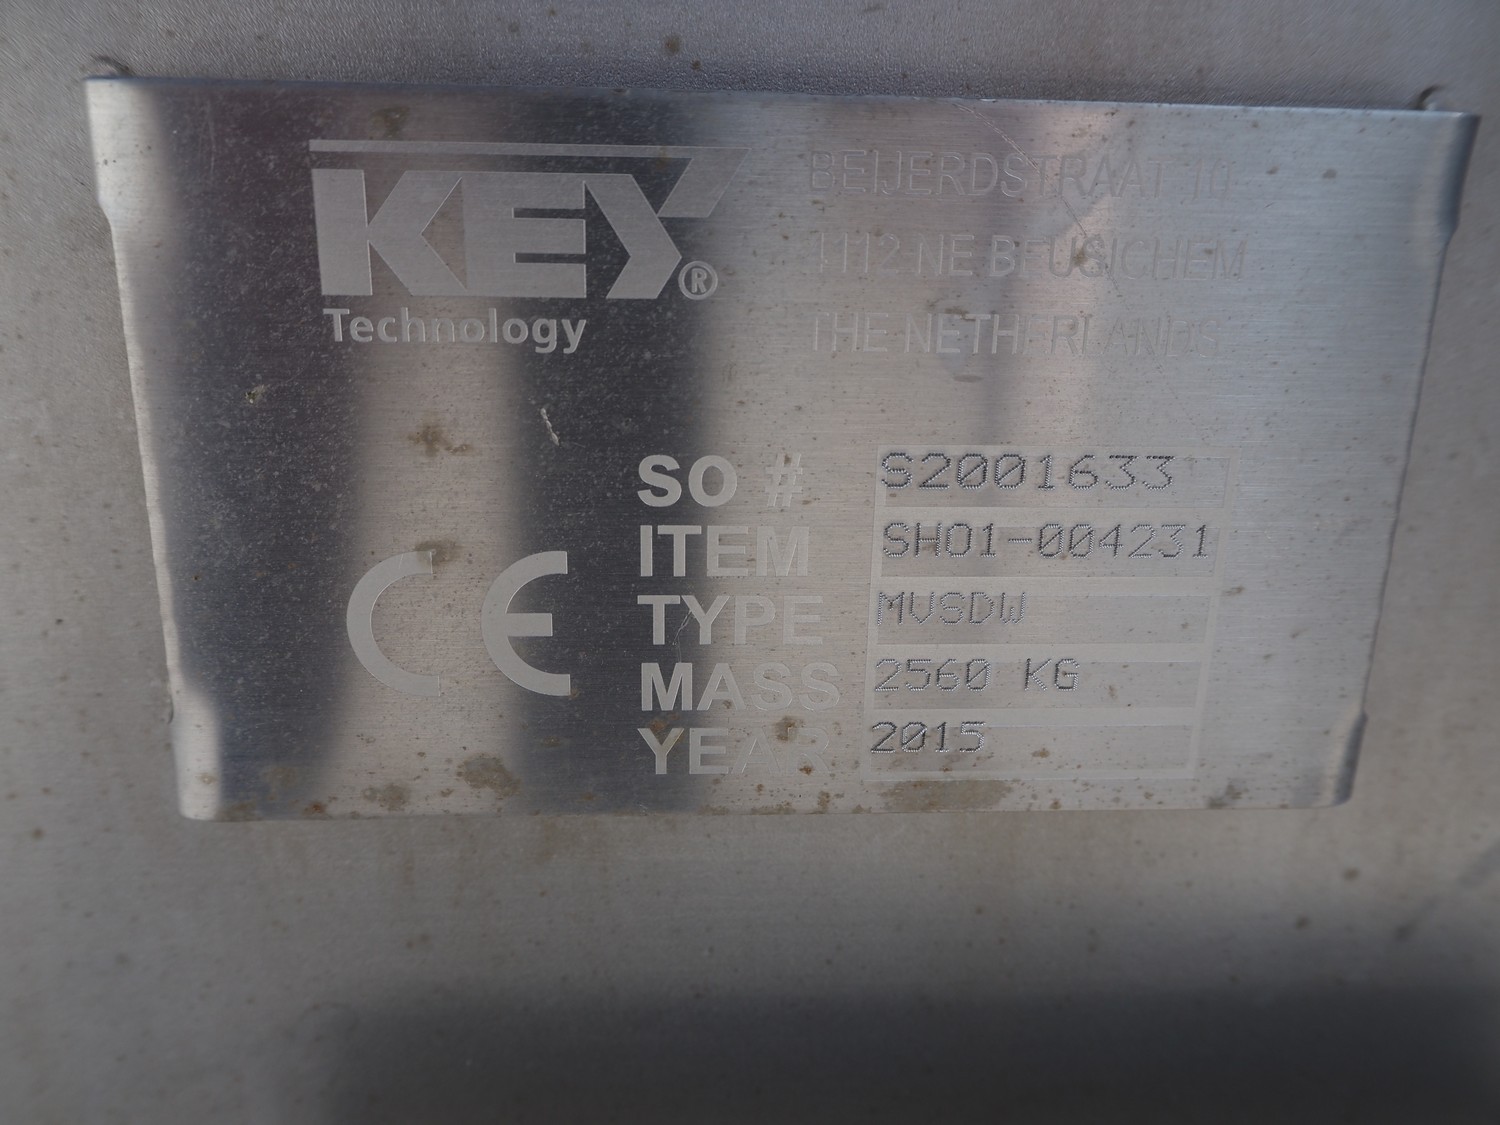 KEY®
Technology
BEIJERDSTRAAT 10
4112 NE BEUSICHEM
THE NETHERLANDS
CE
SO # S2001633
ITEM SH01-004231
TYPE MVSDW
MASS 2560 KG
YEAR 2015